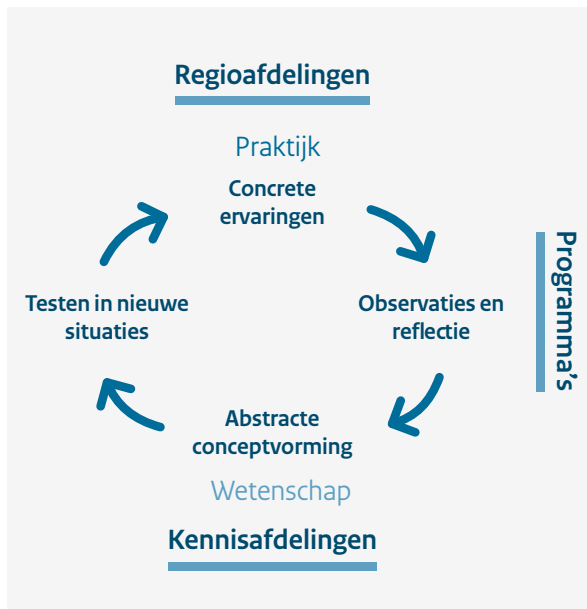 Regioafdelingen
Praktijk
Concrete
ervaringen
Programma's
Testen in nieuwe
situaties
Observaties en
reflectie
Abstracte
conceptvorming
Wetenschap
Kennisafdelingen